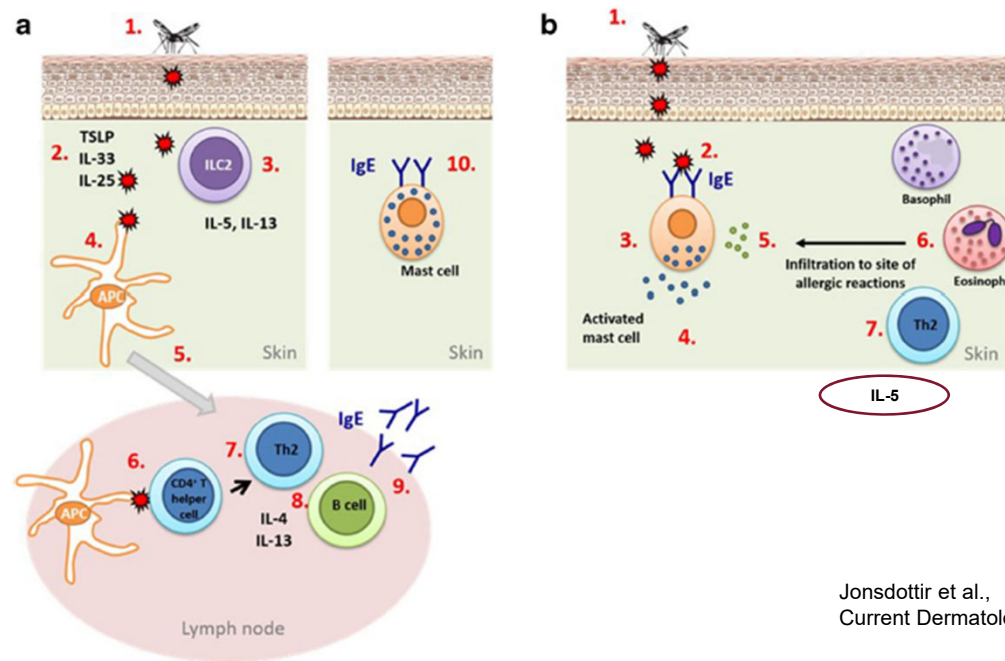 a
1.
2.
TSLP
IL-33
IL-25
ILC2
3.
IL-5, IL-13
4.
APC
5.
Skin
IgE
10.
Mast cell
Skin
6.
APC
CD4+ T
helper
cell
7.
Th2
IgE
8.
B cell
9.
IL-4
IL-13
Lymph node
b
1.
2.
IgE
Basophil
3.
5.
6.
Infiltration to site of
allergic reactions
Eosinoph
Activated
mast cell
4.
7.
Th2
Skin
IL-5
Jonsdottir et al.,
Current Dermatolo